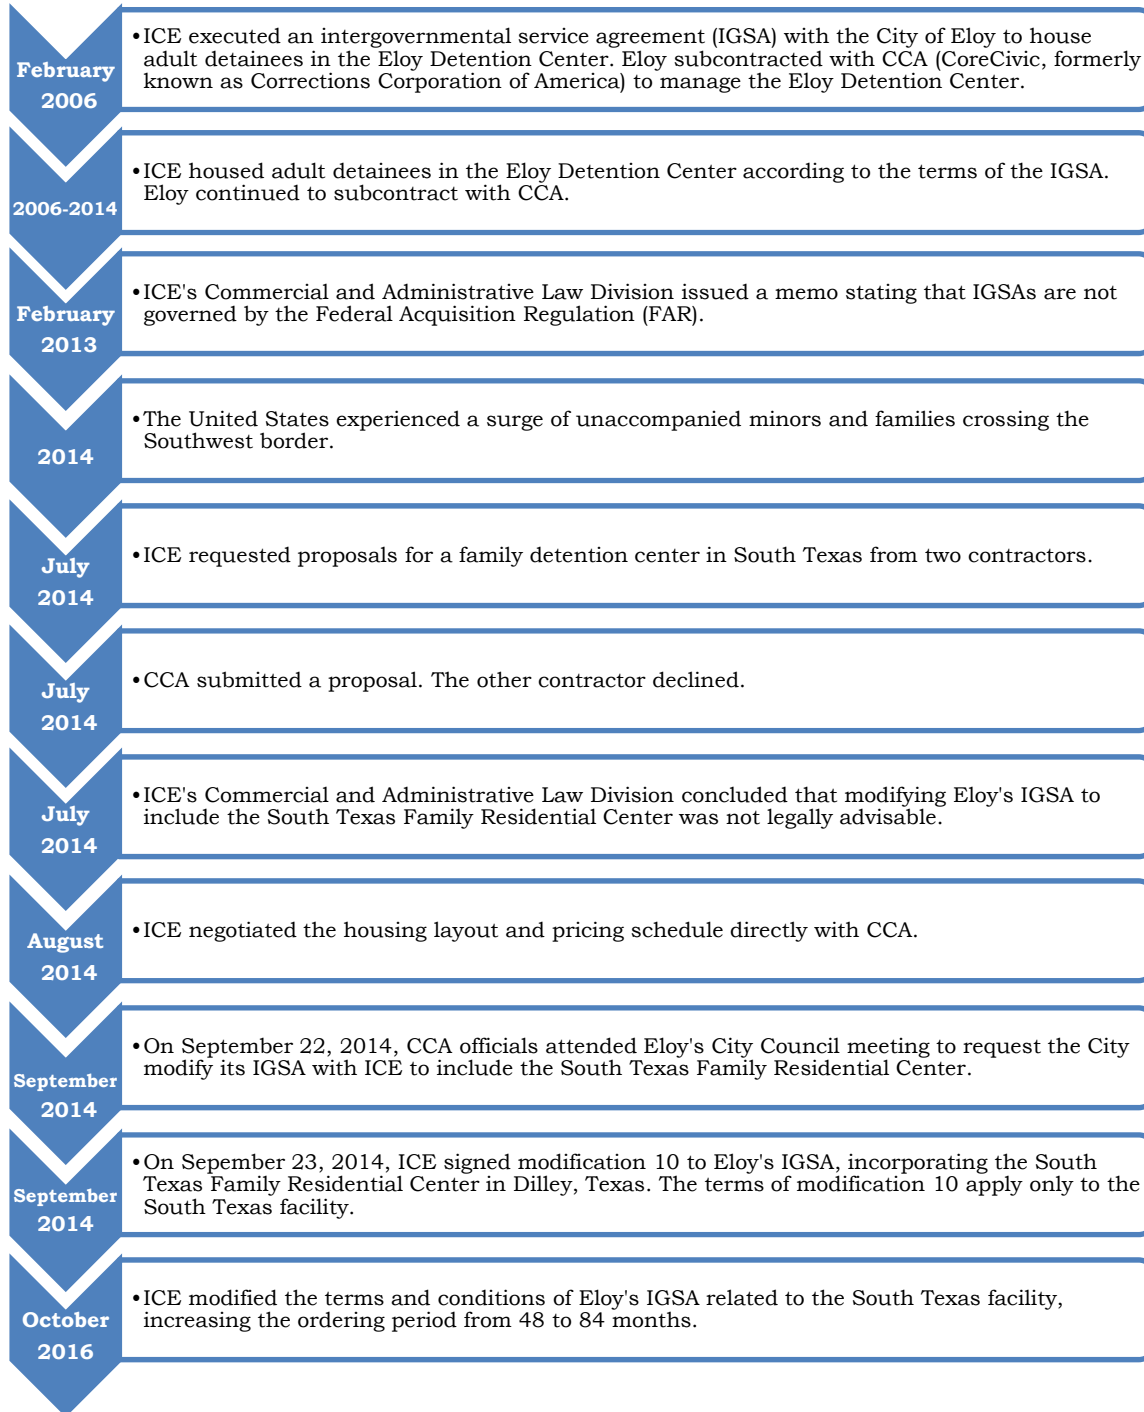 February
2006
•ICE executed an intergovernmental service agreement (IGSA) with the City of Eloy to house
adult detainees in the Eloy Detention Center. Eloy subcontracted with CCA (CoreCivic, formerly
known as Corrections Corporation of America) to manage the Eloy Detention Center.
2006-2014
•ICE housed adult detainees in the Eloy Detention Center according to the terms of the IGSA.
Eloy continued to subcontract with CCA.
February
2013
•ICE's Commercial and Administrative Law Division issued a memo stating that IGSAs are not
governed by the Federal Acquisition Regulation (FAR).
2014
•The United States experienced a surge of unaccompanied minors and families crossing the
Southwest border.
July
2014
•ICE requested proposals for a family detention center in South Texas from two contractors.
July
2014
•CCA submitted a proposal. The other contractor declined.
July
2014
•ICE's Commercial and Administrative Law Division concluded that modifying Eloy's IGSA to
include the South Texas Family Residential Center was not legally advisable.
August
2014
•ICE negotiated the housing layout and pricing schedule directly with CCA.
September
2014
•On September 22, 2014, CCA officials attended Eloy's City Council meeting to request the City
modify its IGSA with ICE to include the South Texas Family Residential Center.
September
2014
•On Sepember 23, 2014, ICE signed modification 10 to Eloy's IGSA, incorporating the South
Texas Family Residential Center in Dilley, Texas. The terms of modification 10 apply only to the
South Texas facility.
October
2016
•ICE modified the terms and conditions of Eloy's IGSA related to the South Texas facility,
increasing the ordering period from 48 to 84 months.